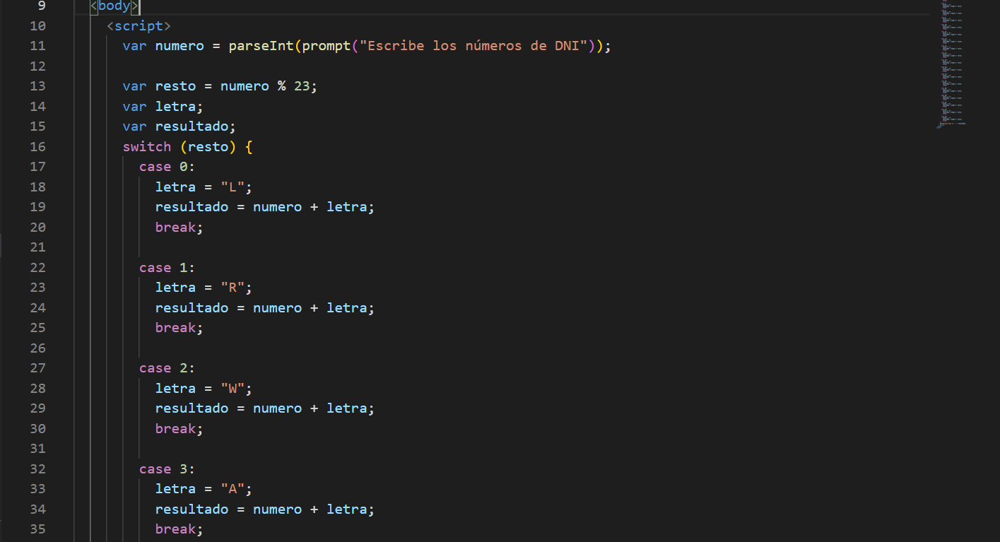 9 <body>
10 <script>
11 var numero = parseInt(prompt("Escribe los números de DNI"));
12
13 var resto = numero % 23;
14 var letra;
15 var resultado;
16 switch (resto) {
17 case 0:
18 letra = "L";
19 resultado = numero + letra;
20 break;
21
22 case 1:
23 letra = "R";
24 resultado = numero + letra;
25 break;
26
27 case 2:
28 letra = "W";
29 resultado = numero + letra;
30 break;
31
32 case 3:
33 letra = "A";
34 resultado = numero + letra;
35 break;